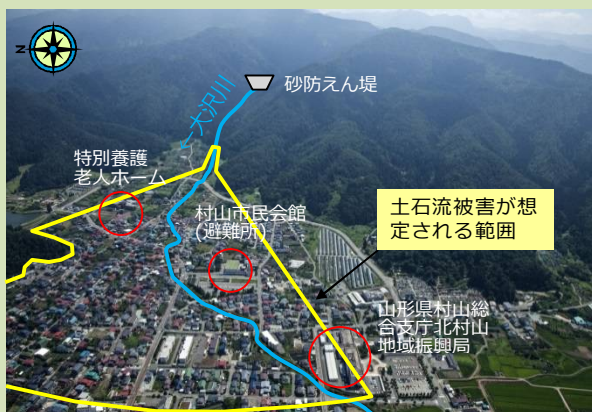 N
砂防えん堤
一大沢川
特別養護
老人ホーム
村山市民会館
(避難所)
土石流被害が想
定される範囲
山形県村山総
合支庁北村山
地域振興局